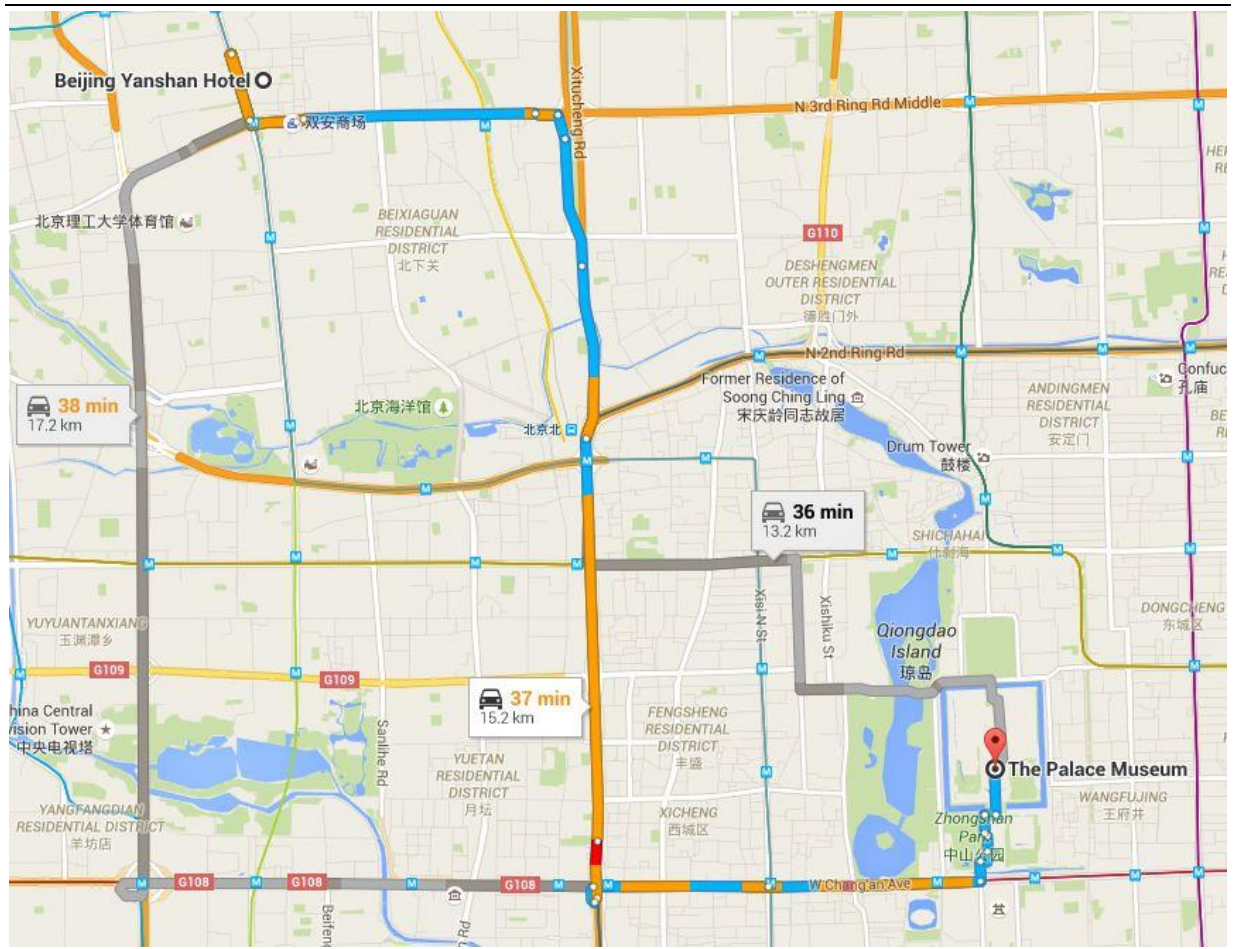 Beijing Yanshan Hotel
双安商场
Xitucheng Rd
N 3rd Ring Rd Middle
北京理工大学体育馆
BEIXIAGUAN
RESIDENTIAL
DISTRICT
北下关
G110
DESHENGMEN
OUTER RESIDENTIAL
DISTRICT
德胜门外
N 2nd Ring Rd
38 min
17.2 km
北京海洋馆
北京北
Former Residence of
Soong Ching Ling
宋庆龄同志故居
Confuc
孔庙
ANDINGMEN
RESIDENTIAL
DISTRICT
安定门
Drum Tower
鼓楼
36 min
13.2 km
SHICHAHAI
什刹海
YUYUANTANXIANG
玉渊潭乡
Xisi N St
Xishiku St
Qiongdao
Island
琼岛
DONGCHENG
东城区
G109
G109
37 min
15.2 km
hina Central
vision Tower
中央电视塔
Sanlihe Rd
FENGSHENG
RESIDENTIAL
DISTRICT
丰盛
YUETAN
RESIDENTIAL
DISTRICT
月坛
The Palace Museum
WANGFUJING
王府井
YANGFANGDIAN
RESIDENTIAL DISTRICT
羊坊店
XICHENG
西城区
Zhongshan
Park
中山公园
G108
G108
G108
W Chang'an Ave
Beifeng
n Rd